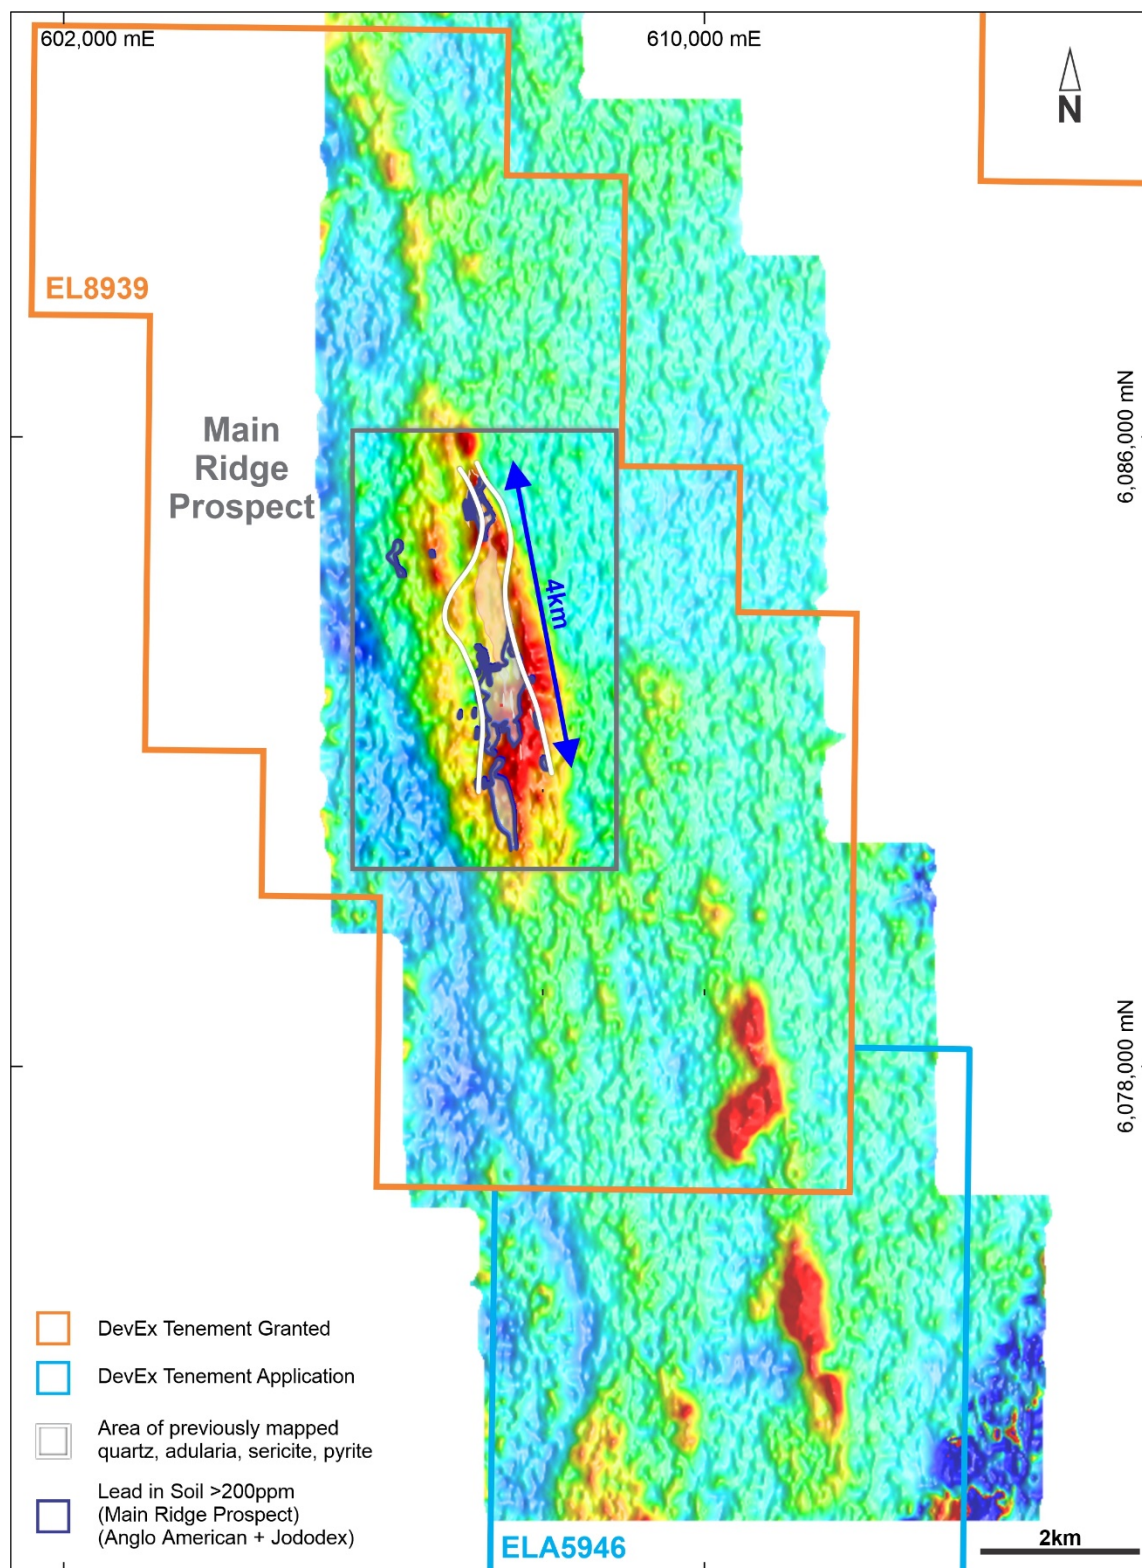 602,000 mE
610,000 mE
N
EL8939
6,086,000 mN
Main
Ridge
Prospect
4km
6,078,000 mN
DevEx Tenement Granted
DevEx Tenement Application
Area of previously mapped
quartz, adularia, sericite, pyrite
Lead in Soil >200ppm
(Main Ridge Prospect)
(Anglo American + Jododex)
ELA5946
2km